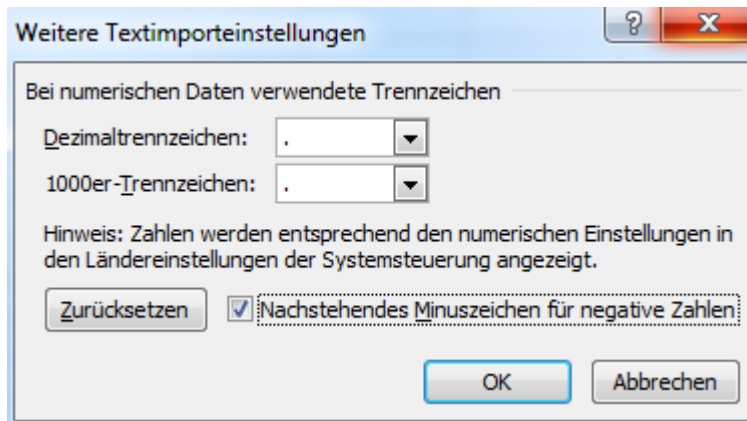 Weitere Textimporteinstellungen
Bei numerischen Daten verwendete Trennzeichen
Dezimaltrennzeichen: .
1000er-Trennzeichen: .
Hinweis: Zahlen werden entsprechend den numerischen Einstellungen in
den Ländereinstellungen der Systemsteuerung angezeigt.
Zurücksetzen Nachstehendes Minuszeichen für negative Zahlen
OK Abbrechen